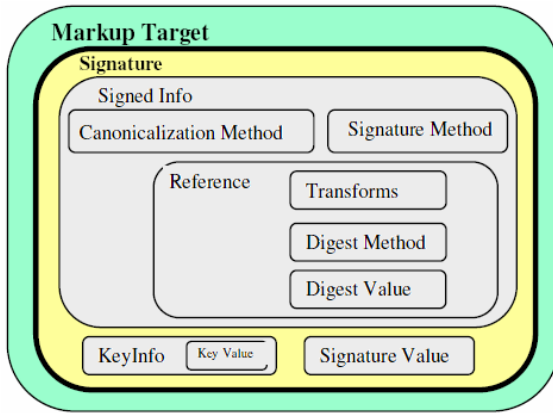 Markup Target
Signature
Signed Info
Canonicalization Method
Signature Method
Reference
Transforms
Digest Method
Digest Value
KeyInfo
Key Value
Signature Value